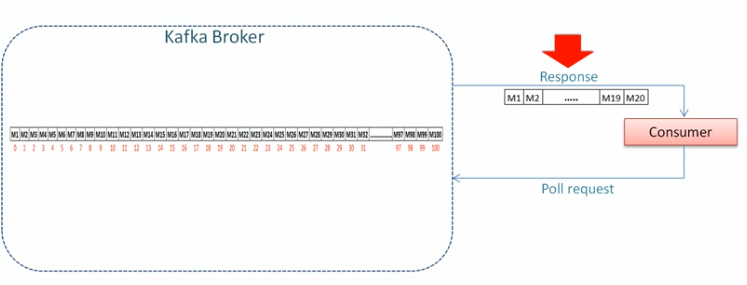 Kafka Broker
Response
M1 M2 ..... M19 M20
Consumer
M1 M2 M3 M4 M5 M6 M7 M8 M9 M10 M11 M12 M13 M14 M15 M16 M17 M18 M19 M20 M21 M22 M23 M24 M25 M26 M27 M28 M29 M30 M31 M32 ................ M97 M98 M99 M100
0 1 2 3 4 5 6 7 8 9 10 11 12 13 14 15 16 17 18 19 20 21 22 23 24 25 26 27 28 29 30 31 97 98 99 100
Poll request